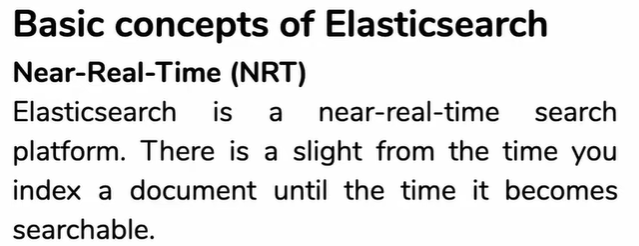 Basic concepts of Elasticsearch
Near-Real-Time (NRT)
Elasticsearch is a near-real-time search
platform. There is a slight from the time you
index a document until the time it becomes
searchable.